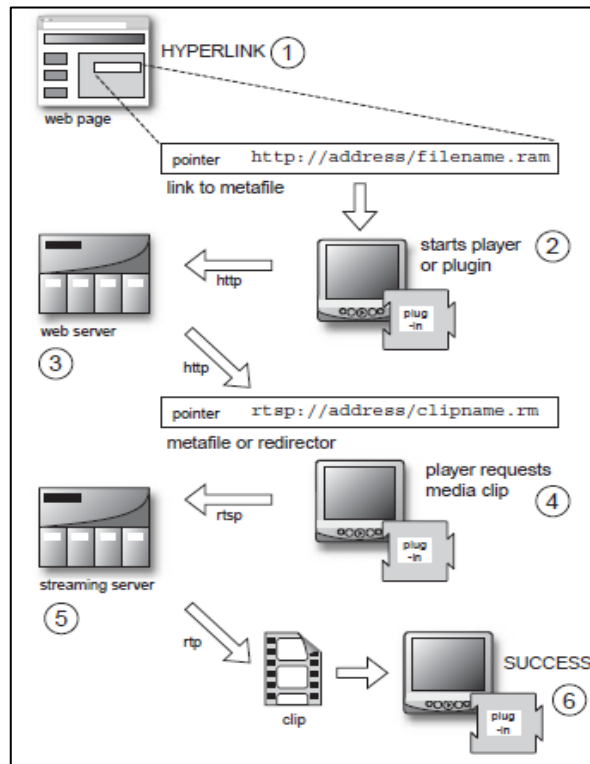 HYPERLINK 1
web page
pointer http://address/filename.ram
link to metafile
starts player 2
or plugin
http
plug
-in
web server
3
http
pointer rtsp://address/clipname.rm
metafile or redirector
player requests
media clip 4
rtsp
plug
-in
streaming server
5
rtp
clip
SUCCESS
6
plug
-in